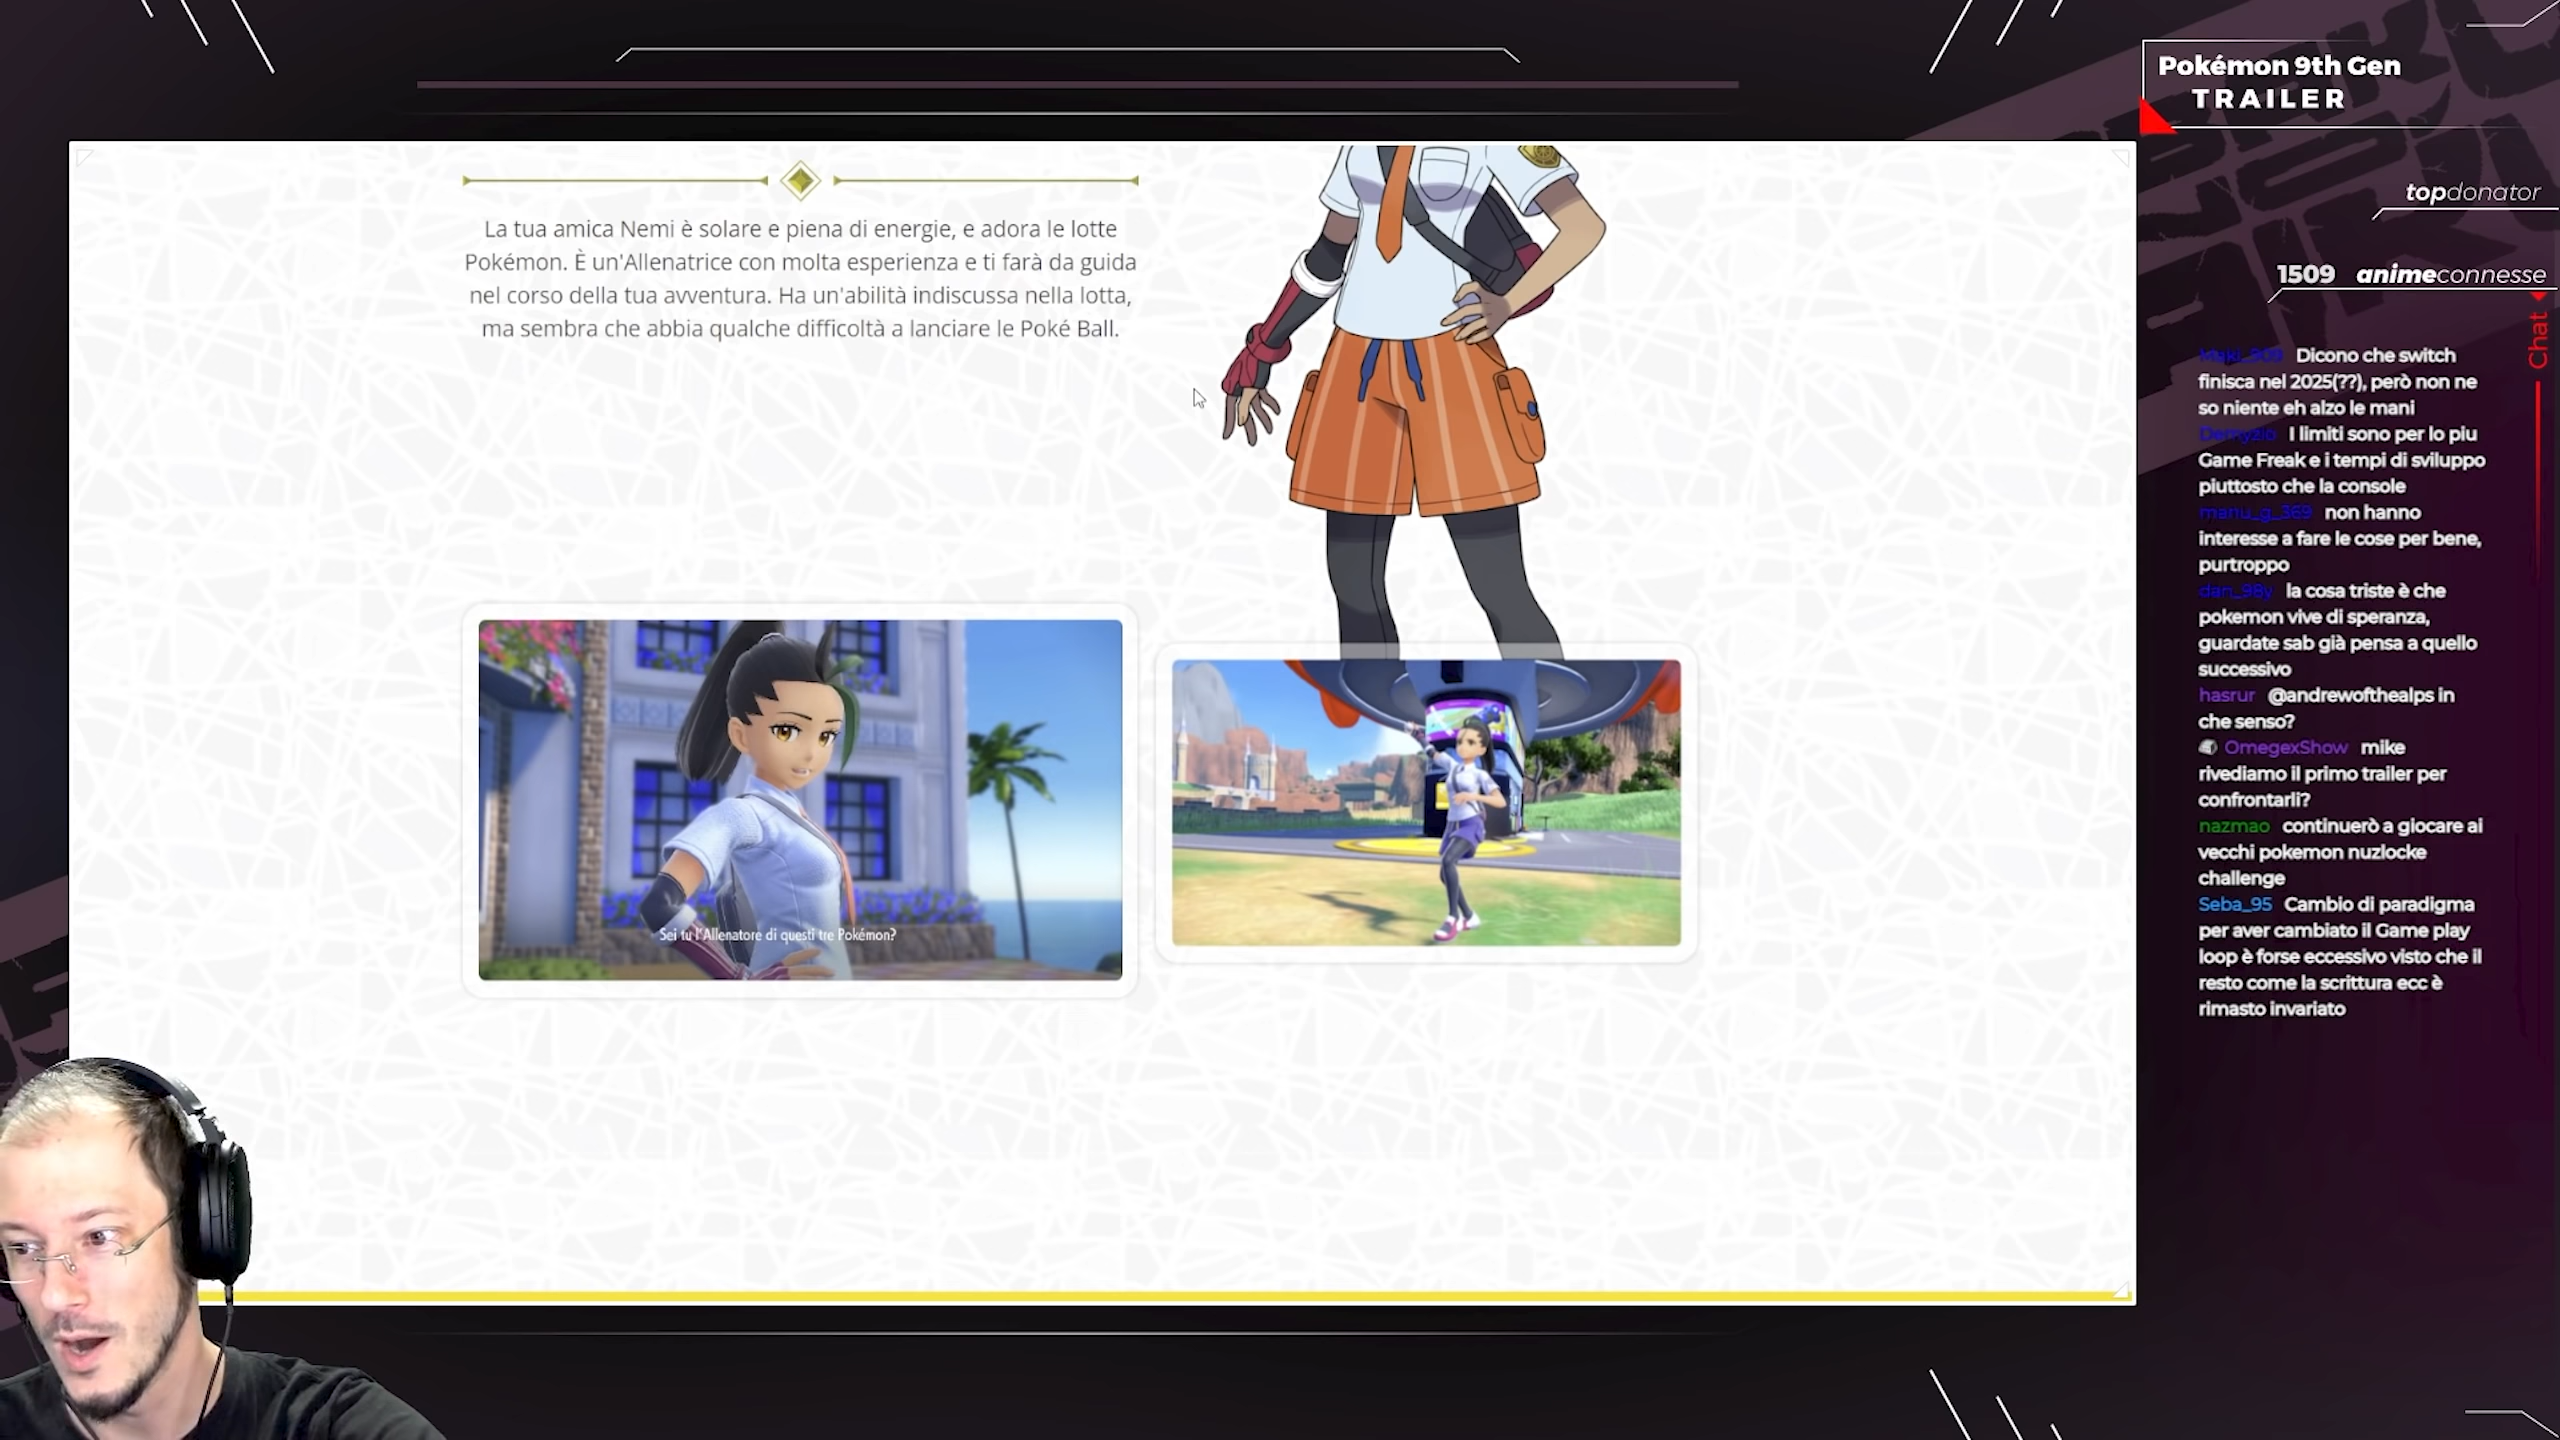 Pokémon 9th Gen
TRAILER
topdonator
1509 animeconnesse
Chat
La tua amica Nemi è solare e piena di energie, e adora le lotte
Pokémon. È un'Allenatrice con molta esperienza e ti farà da guida
nel corso della tua avventura. Ha un'abilità indiscussa nella lotta,
ma sembra che abbia qualche difficoltà a lanciare le Poké Ball.
Sei tu l'Allenatore di questi tre Pokémon?
Dicono che switch
finisca nel 2025(??), però non ne
so niente eh alzo le mani
I limiti sono per lo piu
Game Freak e i tempi di sviluppo
piuttosto che la console
manu_g_369 non hanno
interesse a fare le cose per bene,
purtroppo
dan_98y la cosa triste è che
pokemon vive di speranza,
guardate sab già pensa a quello
successivo
hasrur @andrewofthealps in
che senso?
OmegexShow mike
rivediamo il primo trailer per
confrontarli?
nazmao continuerò a giocare ai
vecchi pokemon nuzlocke
challenge
Seba_95 Cambio di paradigma
per aver cambiato il Game play
loop è forse eccessivo visto che il
resto come la scrittura ecc è
rimasto invariato